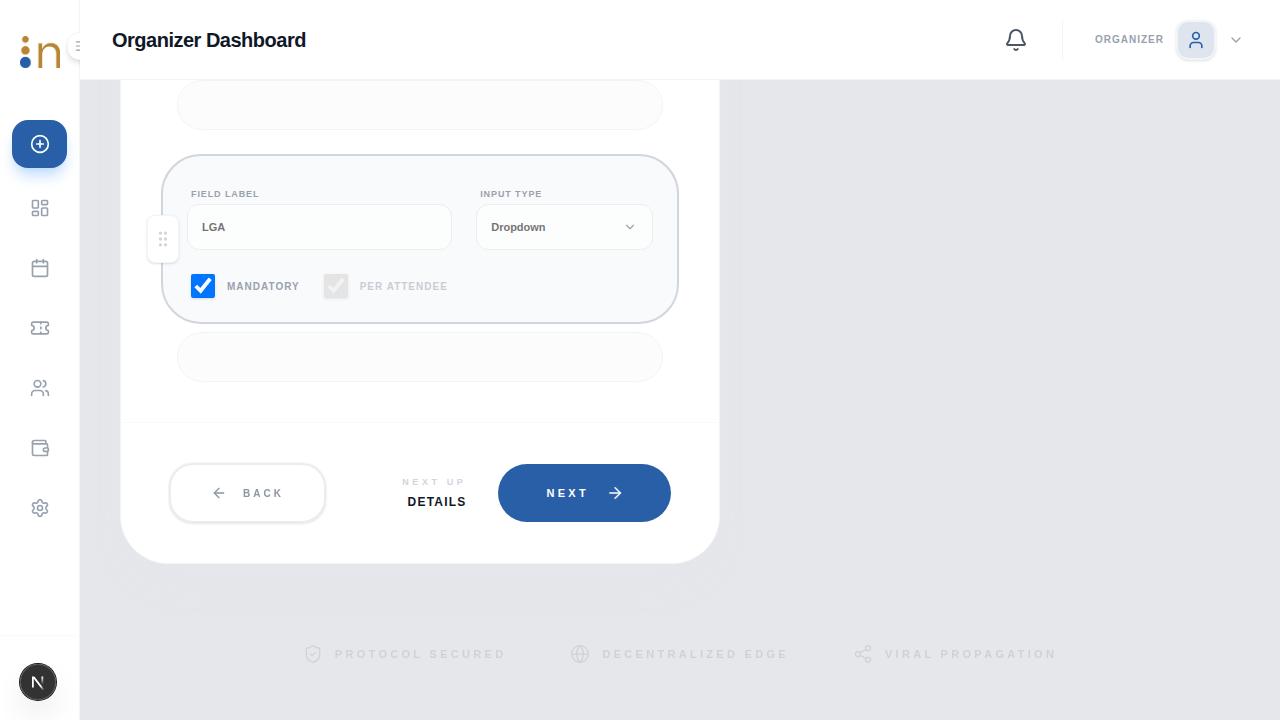 in
Organizer Dashboard
ORGANIZER
FIELD LABEL
INPUT TYPE
LGA
Dropdown
MANDATORY
PER ATTENDEE
BACK
NEXT UP
DETAILS
NEXT
PROTOCOL SECURED
DECENTRALIZED EDGE
VIRAL PROPAGATION
N